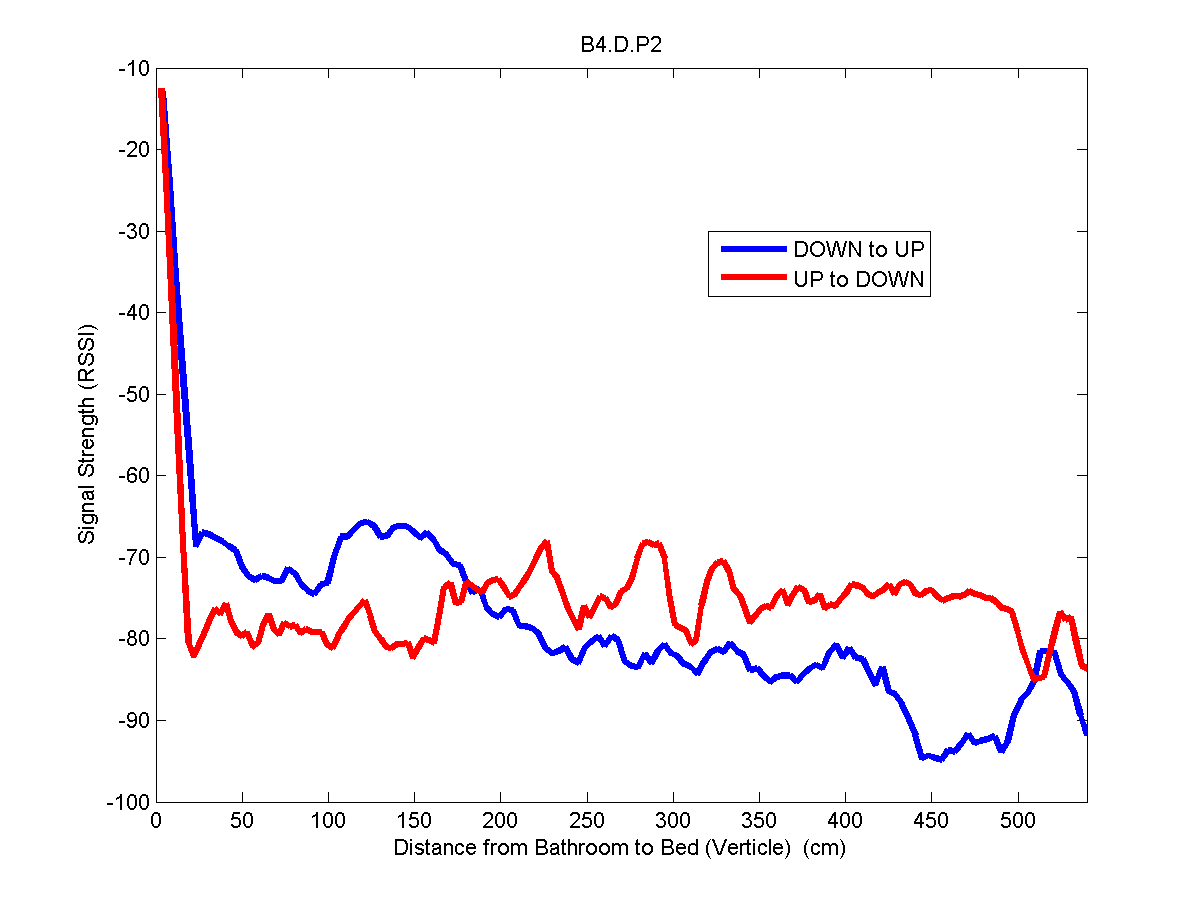 B4.D.P2
-10
-20
-30
-40
-50
-60
-70
-80
-90
-100
Signal Strength (RSSI)
DOWN to UP
UP to DOWN
0 50 100 150 200 250 300 350 400 450 500
Distance from Bathroom to Bed (Verticle) (cm)